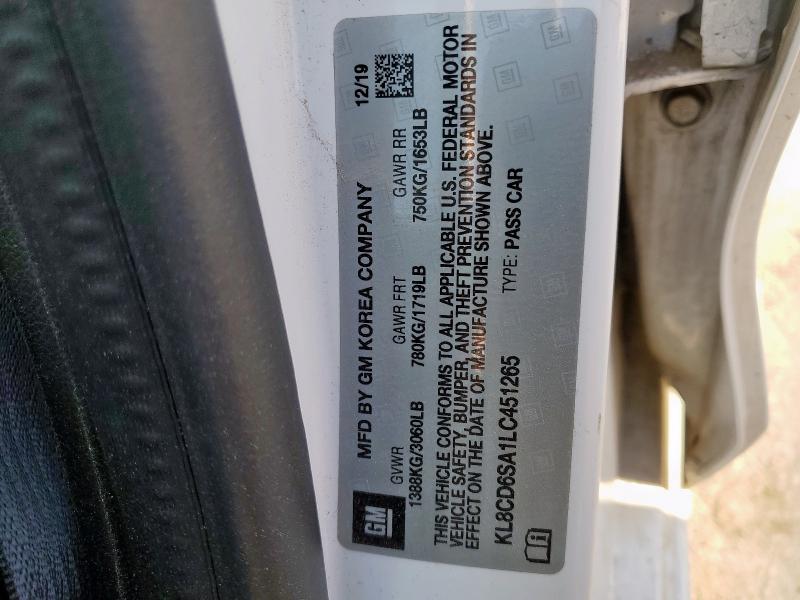 MFD BY GM KOREA COMPANY 12/19
GVWR GAWR FRT GAWR RR
1388KG/3060LB 780KG/1719LB 750KG/1653LB
THIS VEHICLE CONFORMS TO ALL APPLICABLE U.S. FEDERAL MOTOR
VEHICLE SAFETY, BUMPER, AND THEFT PREVENTION STANDARDS IN
EFFECT ON THE DATE OF MANUFACTURE SHOWN ABOVE.
KL8CD6SA1LC451265 TYPE: PASS CAR
GM